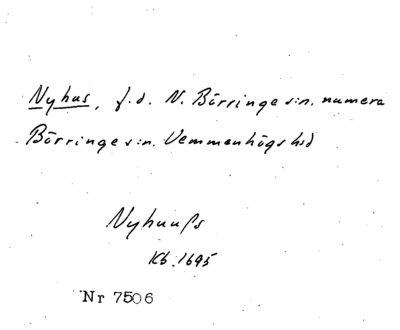 Nyhus, f.d. N. Börringe s:n. numera
Börringe s:n. Vemmenhögs hd
Nyhuuſs
Kb. 1695
Nr 7506